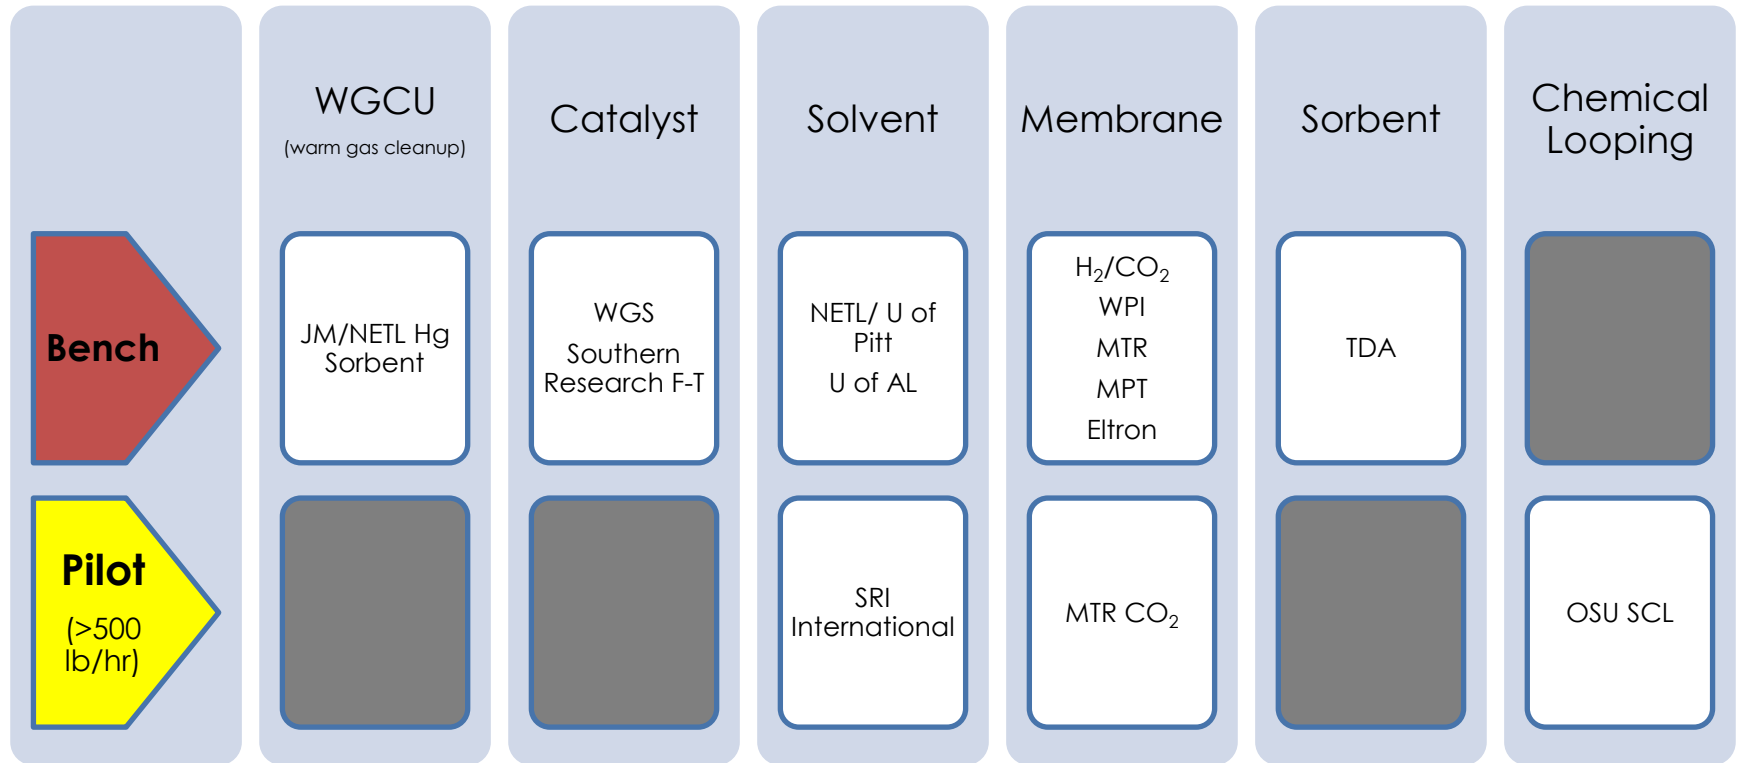 WGCU
(warm gas cleanup)
Catalyst
Solvent
Membrane
Sorbent
Chemical
Looping
Bench
JM/NETL Hg
Sorbent
WGS
Southern
Research F-T
NETL/ U of
Pitt
U of AL
H₂/CO₂
WPI
MTR
MPT
Eltron
TDA
Pilot
(>500
lb/hr)
SRI
International
MTR CO₂
OSU SCL